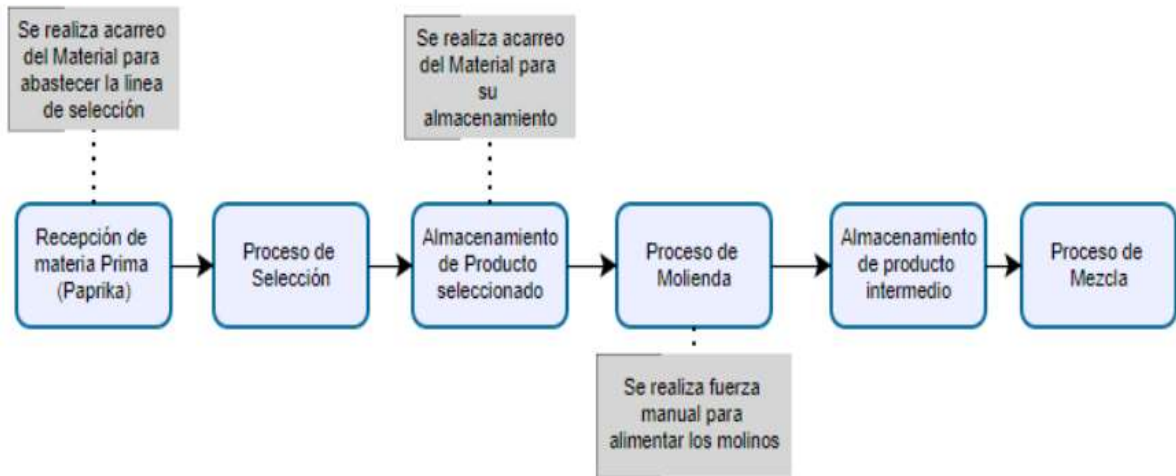 Se realiza acarreo
del Material para
abastecer la linea
de selección
Se realiza acarreo
del Material para
su
almacenamiento
Recepción de
materia Prima
(Paprika)
Proceso de
Selección
Almacenamiento
de Producto
seleccionado
Proceso de
Molienda
Almacenamiento
de producto
intermedio
Proceso de
Mezcla
Se realiza fuerza
manual para
alimentar los molinos